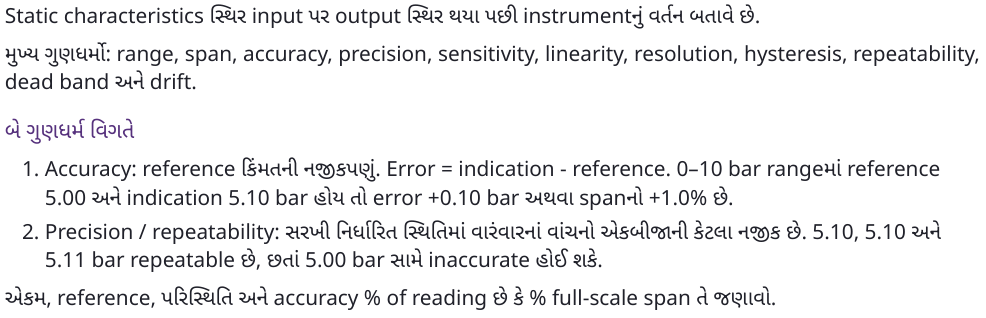 Static characteristics સ્થિર input પર output સ્થિર થયા પછી instrumentનું વર્તન બતાવે છે.
મુખ્ય ગુણધર્મો: range, span, accuracy, precision, sensitivity, linearity, resolution, hysteresis, repeatability,
dead band અને drift.
બે ગુણધર્મ વિગતે
1. Accuracy: reference કિંમતની નજીકપણું. Error = indication - reference. 0–10 bar rangeમાં reference
5.00 અને indication 5.10 bar હોય તો error +0.10 bar અથવા spanનો +1.0% છે.
2. Precision / repeatability: સરખી નિર્ધારિત સ્થિતિમાં વારંવારનાં વાંચનો એકબીજાની કેટલા નજીક છે. 5.10, 5.10 અને
5.11 bar repeatable છે, છતાં 5.00 bar સામે inaccurate હોઈ શકે.
એકમ, reference, પરિસ્થિતિ અને accuracy % of reading છે કે % full-scale span તે જણાવો.